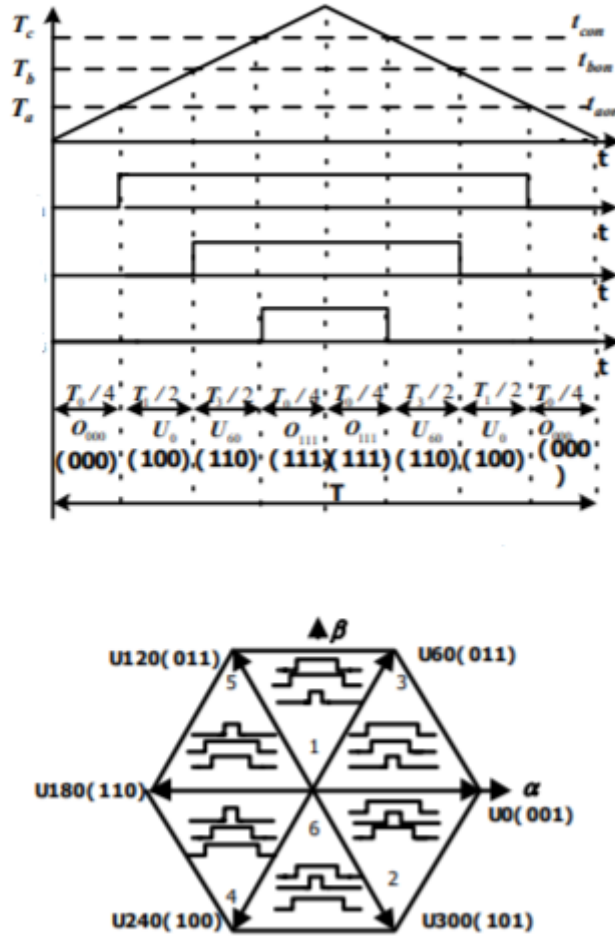 T_c t_con
T_b t_bon
T_a t_aon
t
t
t
t
T_0/4 T_1/2 T_3/2 T_0/4 T_0/4 T_3/2 T_1/2 T_0/4
O_000 U_0 U_60 O_111 O_111 U_60 U_0 O_000
(000) (100) (110) (111) (111) (110) (100) (000)
T
β
U120(011) U60(011)
5 3
1
U180(110) α
U0(001)
6
4 2
U240(100) U300(101)